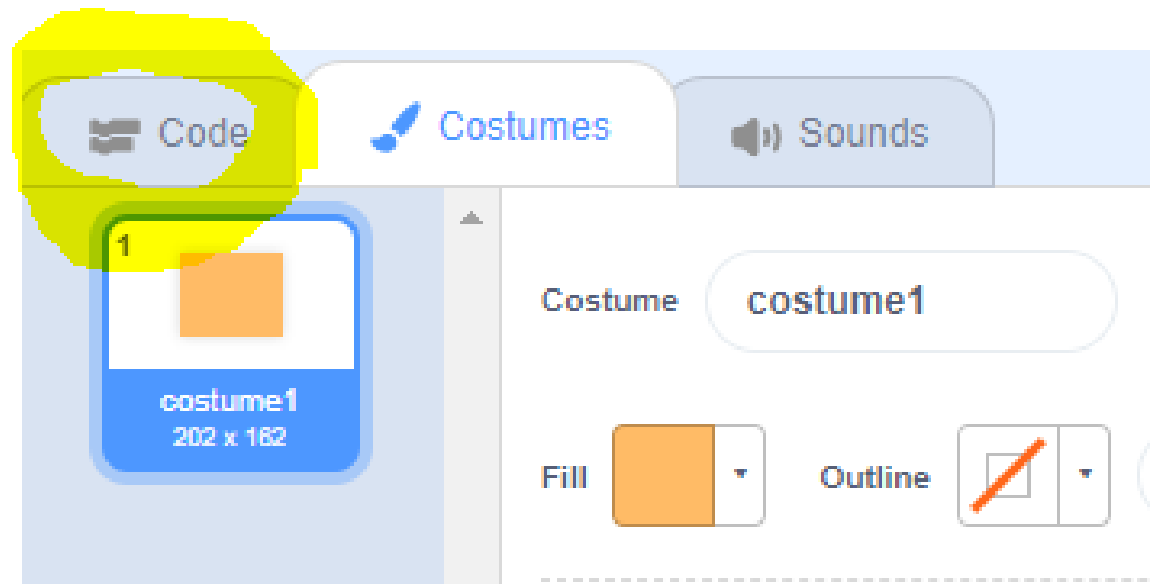 Code
Costumes
Sounds
1
costume1
202 x 162
Costume
costume1
Fill
Outline